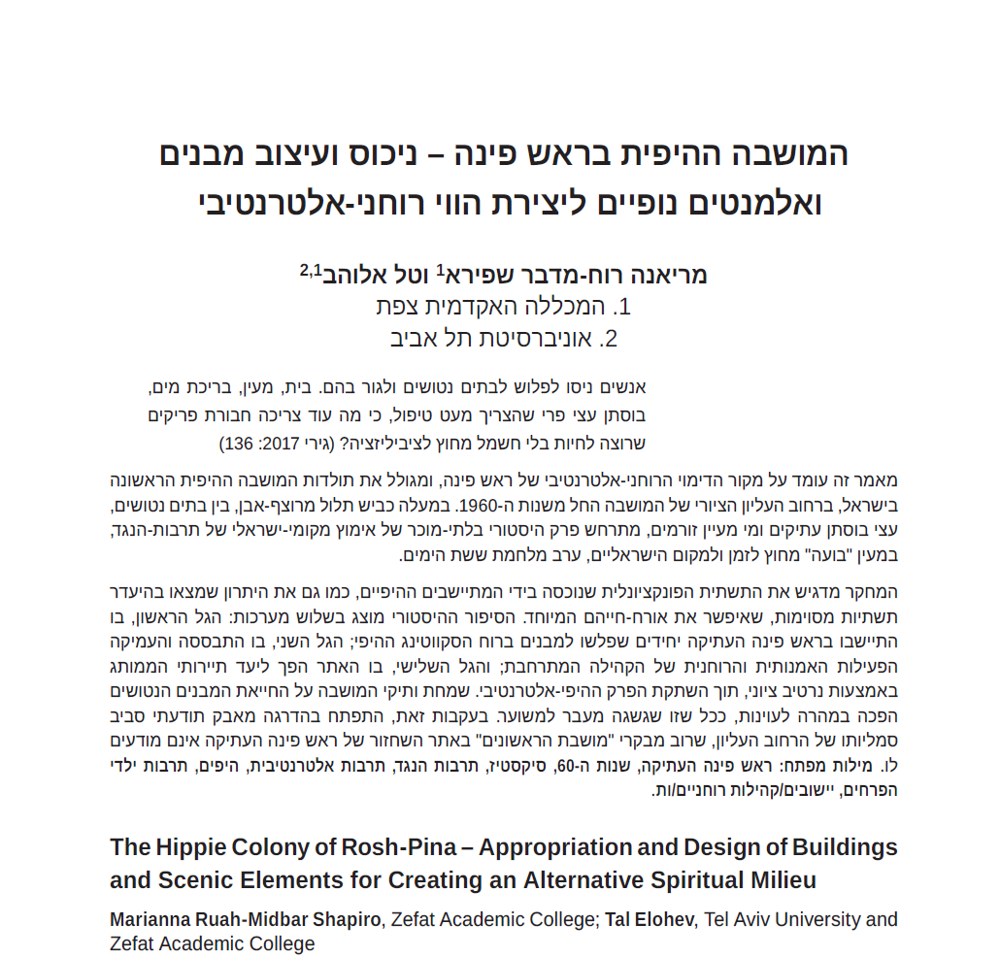 המושבה ההיפית בראש פינה – ניכוס ועיצוב מבנים
ואלמנטים נופיים ליצירת הווי רוחני-אלטרנטיבי
מריאנה רוח-מדבר שפירא1 וטל אלוהב2,1
1. המכללה האקדמית צפת
2. אוניברסיטת תל אביב
אנשים ניסו לפלוש לבתים נטושים ולגור בהם. בית, מעין, בריכת מים,
בוסתן עצי פרי שהצריך מעט טיפול, כי מה עוד צריכה חבורת פריקים
שרוצה לחיות בלי חשמל מחוץ לציביליזציה? (גירי 2017: 136)
מאמר זה עומד על מקור הדימוי הרוחני-אלטרנטיבי של ראש פינה, ומגולל את תולדות המושבה ההיפית הראשונה
בישראל, ברחוב העליון הציורי של המושבה החל משנות ה-1960. במעלה כביש תלול מרוצף-אבן, בין בתים נטושים,
עצי בוסתן עתיקים ומי מעיין זורמים, מתרחש פרק היסטורי בלתי-מוכר של אימוץ מקומי-ישראלי של תרבות-הנגד,
במעין "בועה" מחוץ לזמן ולמקום הישראליים, ערב מלחמת ששת הימים.
המחקר מדגיש את התשתית הפונקציונלית שנוכסה בידי המתיישבים ההיפיים, כמו גם את היתרון שמצאו בהיעדר
תשתיות מסוימות, שאיפשר את אורח-חייהם המיוחד. הסיפור ההיסטורי מוצג בשלוש מערכות: הגל הראשון, בו
התיישבו בראש פינה העתיקה יחידים שפלשו למבנים ברוח הסקווטינג ההיפי; הגל השני, בו התבססה והעמיקה
הפעילות האמנותית והרוחנית של הקהילה המתרחבת; והגל השלישי, בו האתר הפך ליעד תיירותי הממותג
באמצעות נרטיב ציוני, תוך השתקת הפרק ההיפי-אלטרנטיבי. שמחת ותיקי המושבה על החייאת המבנים הנטושים
הפכה במהרה לעוינות, ככל שזו שגשגה מעבר למשוער. בעקבות זאת, התפתח בהדרגה מאבק תודעתי סביב
סמליותו של הרחוב העליון, שרוב מבקרי "מושבת הראשונים" באתר השחזור של ראש פינה העתיקה אינם מודעים
לו. מילות מפתח: ראש פינה העתיקה, שנות ה-60, סיקסטיז, תרבות הנגד, תרבות אלטרנטיבית, היפים, תרבות ילדי
הפרחים, יישובים/קהילות רוחניים/ות.
The Hippie Colony of Rosh-Pina – Appropriation and Design of Buildings
and Scenic Elements for Creating an Alternative Spiritual Milieu
Marianna Ruah-Midbar Shapiro, Zefat Academic College; Tal Elohev, Tel Aviv University and
Zefat Academic College